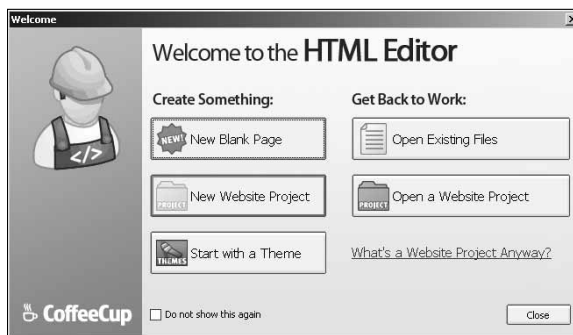 Welcome
Welcome to the HTML Editor
Create Something:
Get Back to Work:
NEW!
New Blank Page
Open Existing Files
PROJECT
New Website Project
PROJECT
Open a Website Project
THEMES
Start with a Theme
What's a Website Project Anyway?
</>
CoffeeCup
Do not show this again
Close